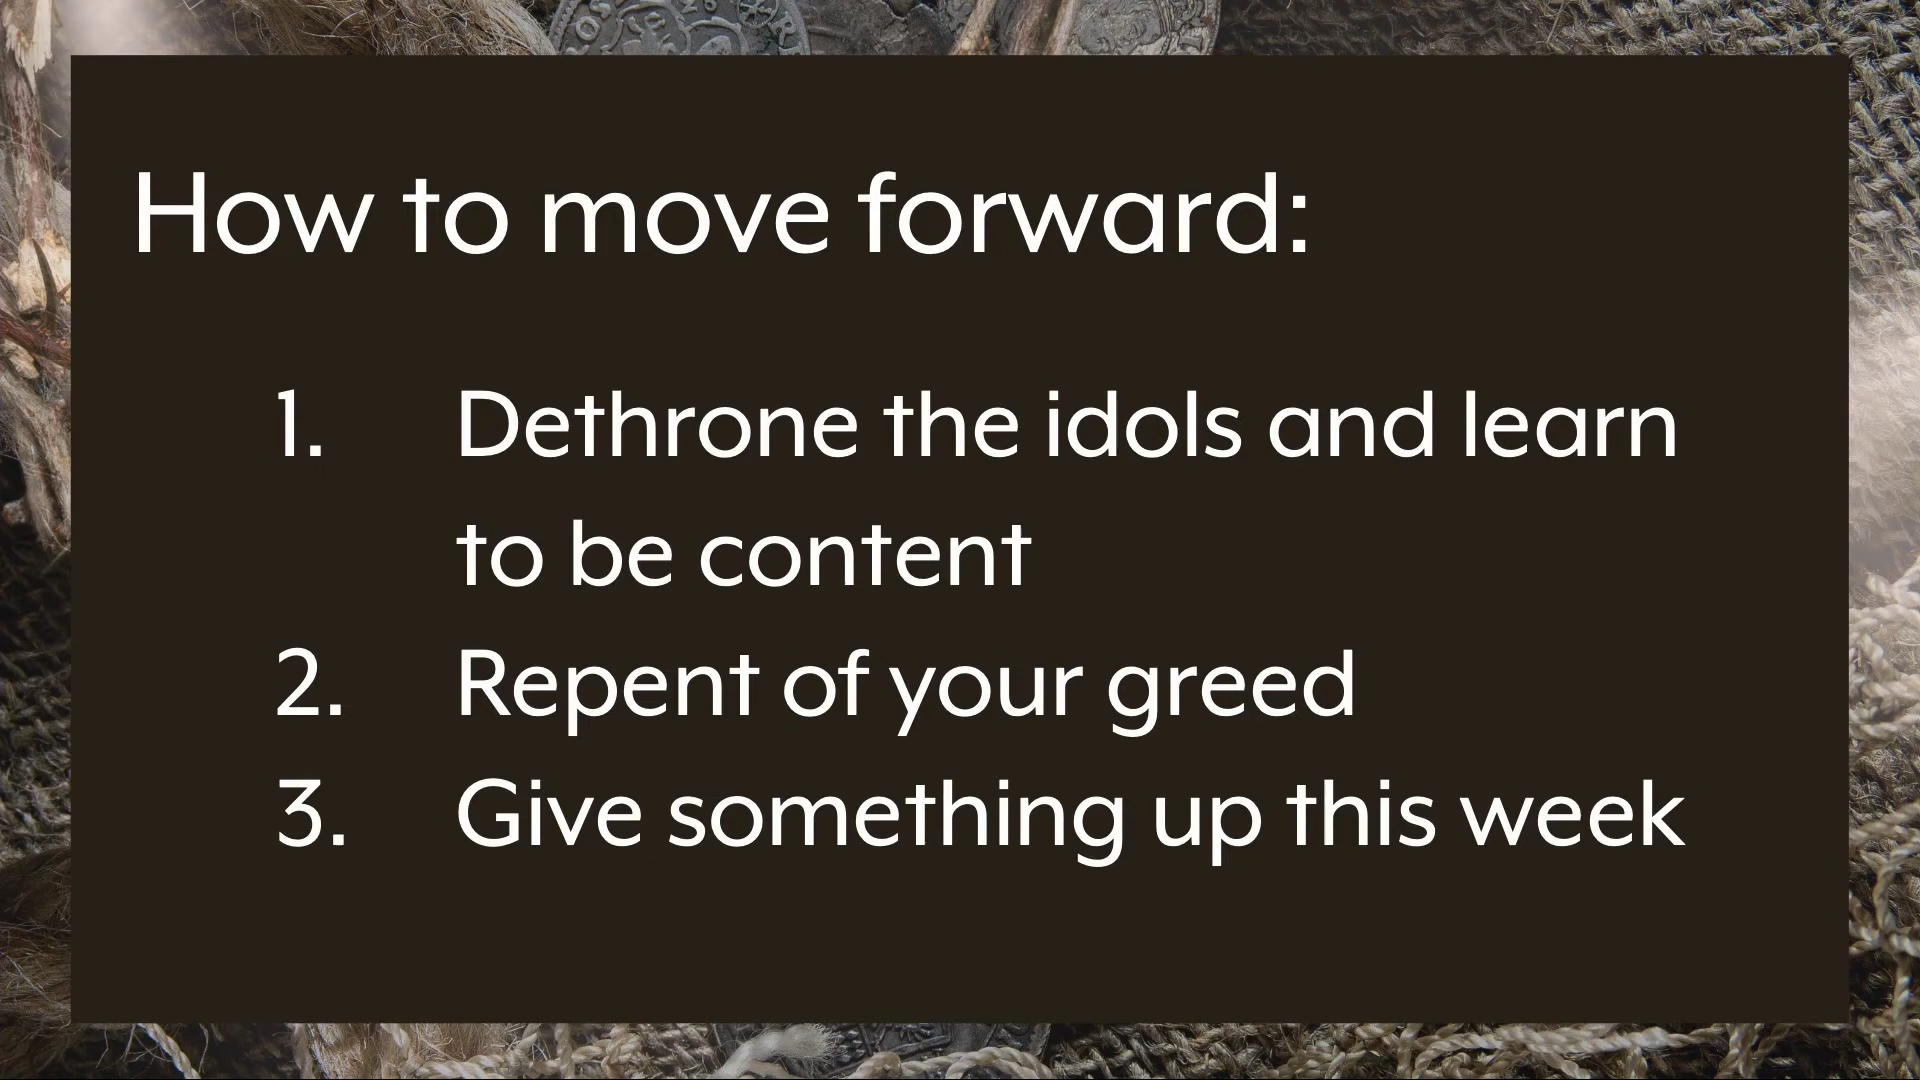 How to move forward:
1. Dethrone the idols and learn
to be content
2. Repent of your greed
3. Give something up this week